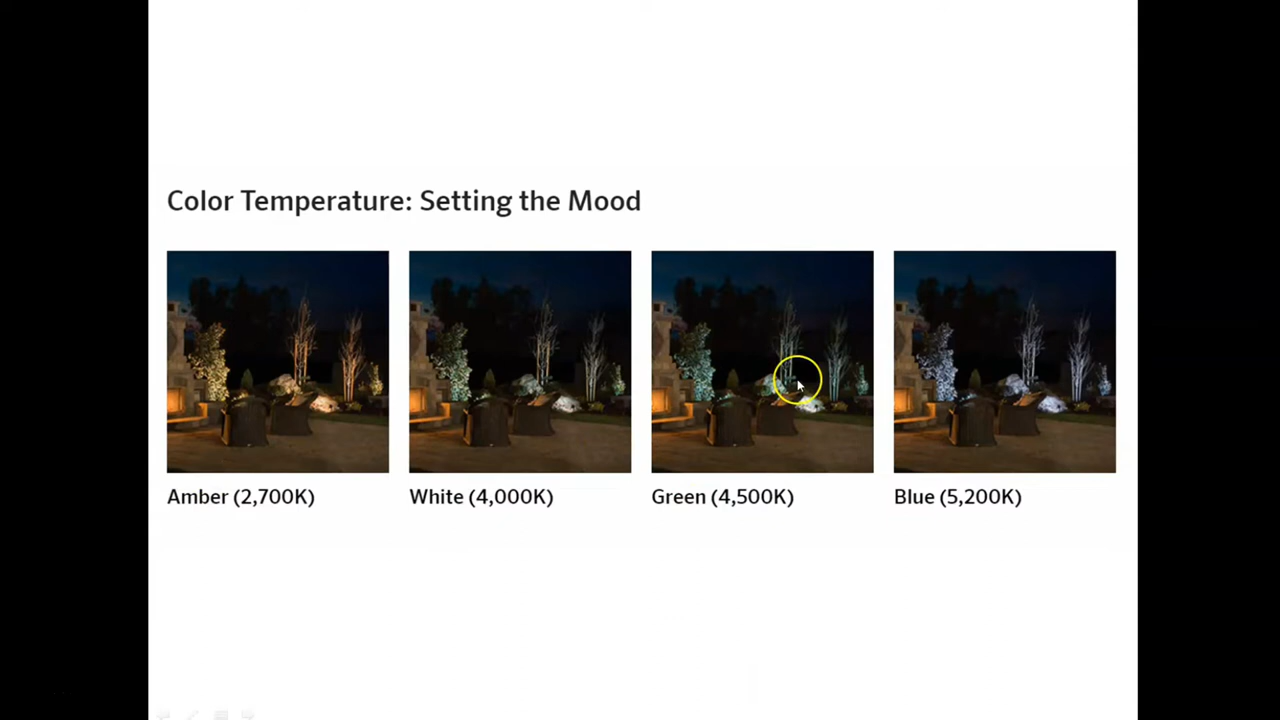 Color Temperature: Setting the Mood
Amber (2,700K)
White (4,000K)
Green (4,500K)
Blue (5,200K)